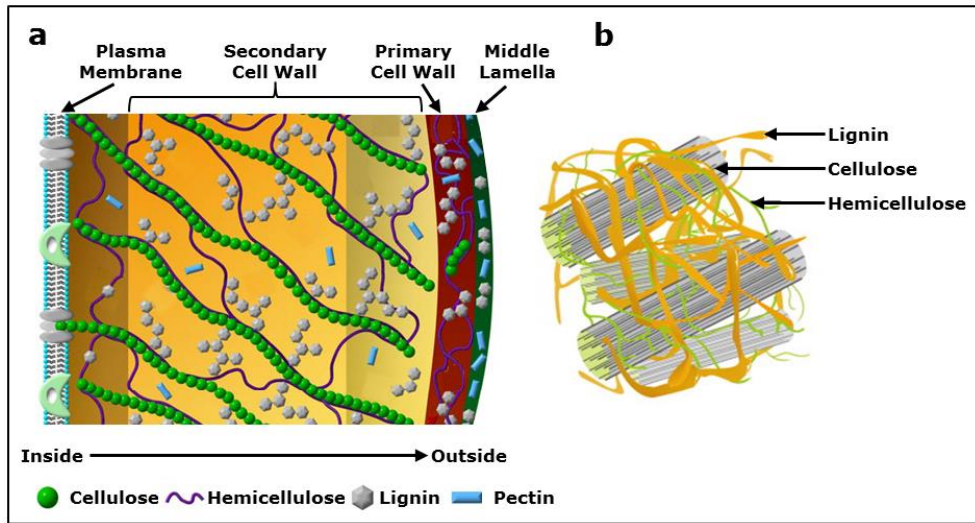 a
Plasma
Membrane
Secondary
Cell Wall
Primary
Cell Wall
Middle
Lamella
b
Lignin
Cellulose
Hemicellulose
Inside
Outside
Cellulose
Hemicellulose
Lignin
Pectin